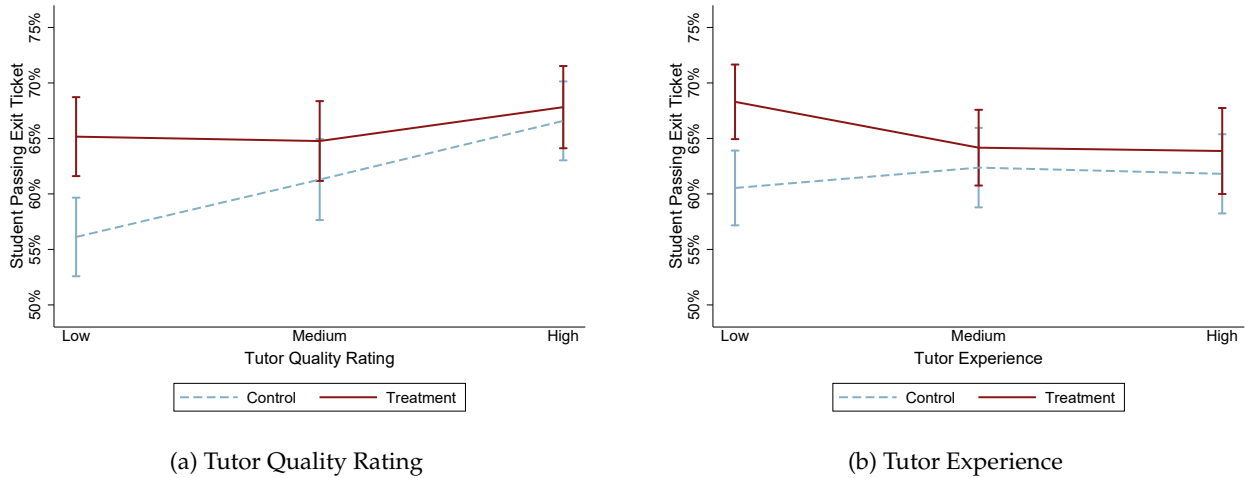 Student Passing Exit Ticket
75%
70%
65%
60%
55%
50%
Low Medium High
Tutor Quality Rating
Control Treatment
(a) Tutor Quality Rating
Student Passing Exit Ticket
75%
70%
65%
60%
55%
50%
Low Medium High
Tutor Experience
Control Treatment
(b) Tutor Experience